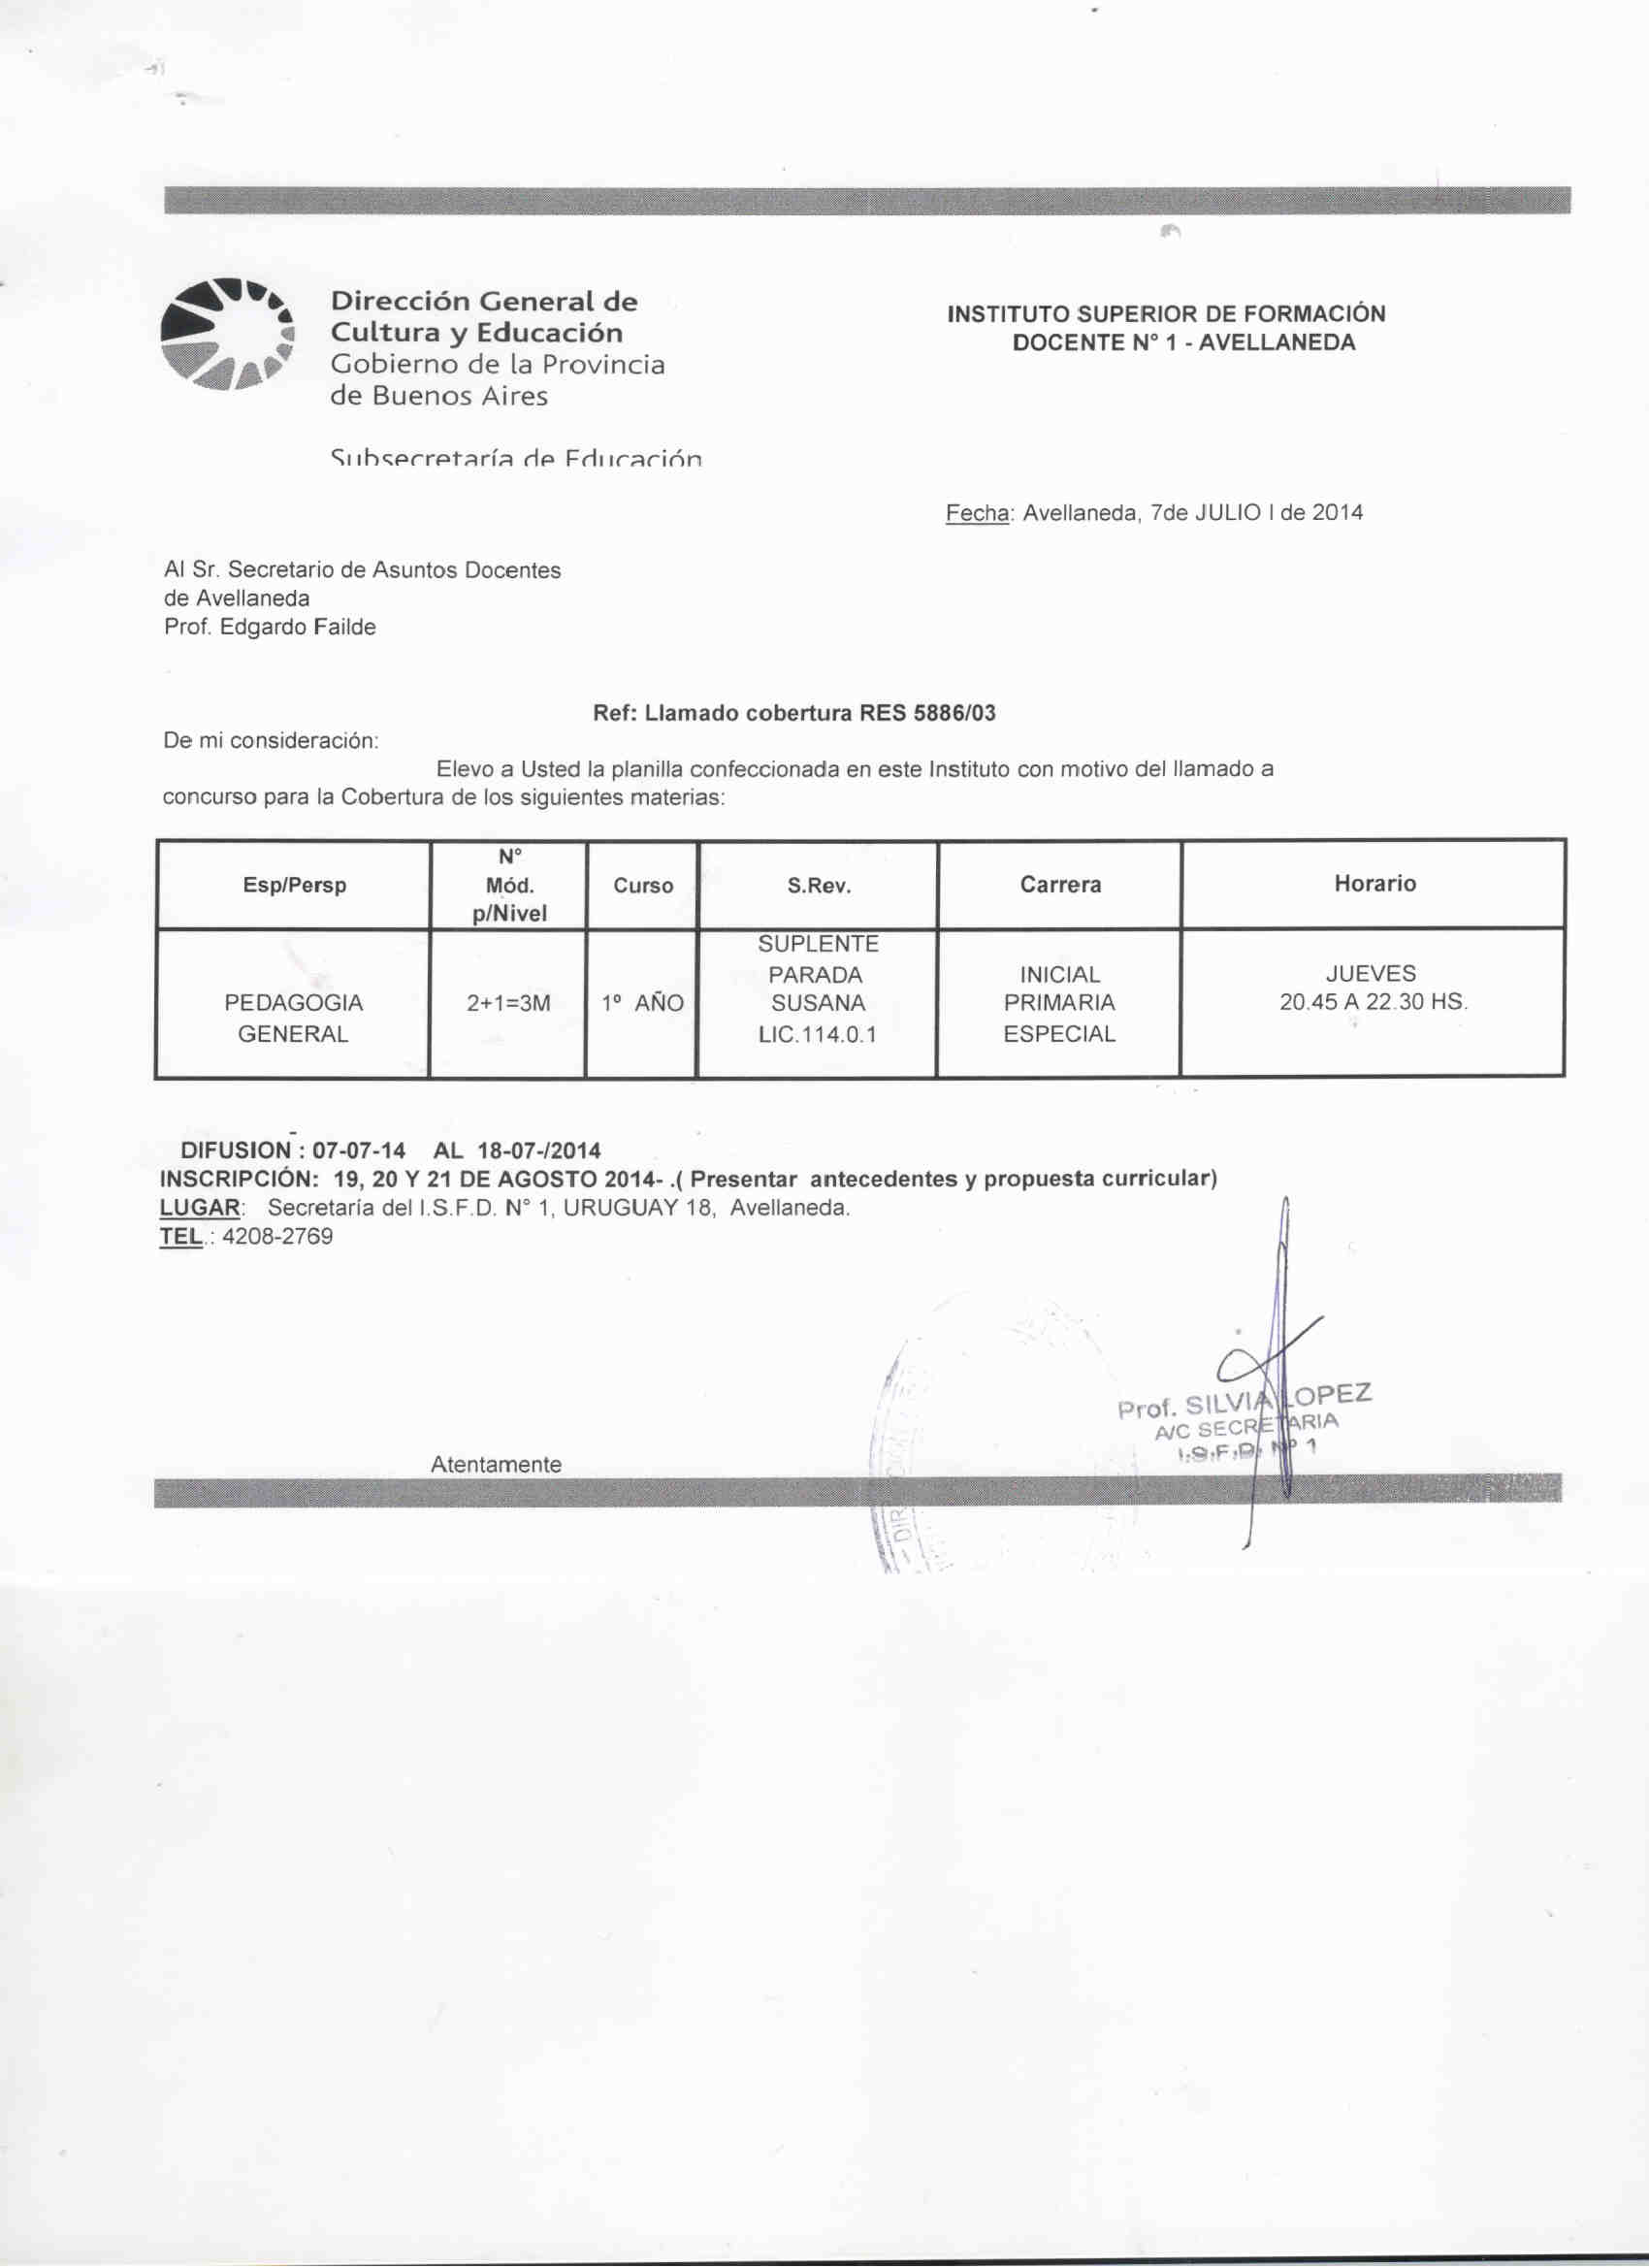 Dirección General de
Cultura y Educación
Gobierno de la Provincia
de Buenos Aires
Subsecretaría de Educación
INSTITUTO SUPERIOR DE FORMACIÓN
DOCENTE N° 1 - AVELLANEDA
Fecha: Avellaneda, 7de JULIO I de 2014
Al Sr. Secretario de Asuntos Docentes
de Avellaneda
Prof. Edgardo Failde
Ref: Llamado cobertura RES 5886/03
De mi consideración:
Elevo a Usted la planilla confeccionada en este Instituto con motivo del llamado a
concurso para la Cobertura de los siguientes materias:
Esp/Persp
N°
Mód.
p/Nivel
Curso
S.Rev.
Carrera
Horario
PEDAGOGIA
GENERAL
2+1=3M
1º AÑO
SUPLENTE
PARADA
SUSANA
LIC.114.0.1
INICIAL
PRIMARIA
ESPECIAL
JUEVES
20.45 A 22.30 HS.
DIFUSION : 07-07-14 AL 18-07-/2014
INSCRIPCIÓN: 19, 20 Y 21 DE AGOSTO 2014- .( Presentar antecedentes y propuesta curricular)
LUGAR: Secretaría del I.S.F.D. N° 1, URUGUAY 18, Avellaneda.
TEL.: 4208-2769
Prof. SILVIA LOPEZ
A/C SECRETARIA
I.S.F.D. Nº 1
Atentamente